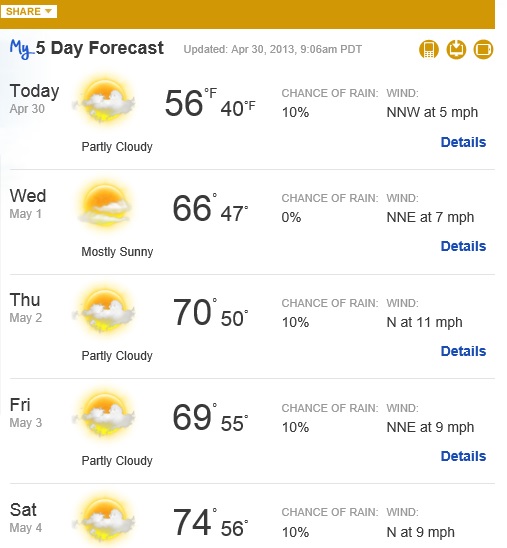 SHARE
My 5 Day Forecast Updated: Apr 30, 2013, 9:06am PDT
Today 56°F 40°F CHANCE OF RAIN: WIND:
Apr 30 10% NNW at 5 mph
Partly Cloudy Details
Wed 66° 47° CHANCE OF RAIN: WIND:
May 1 0% NNE at 7 mph
Mostly Sunny Details
Thu 70° 50° CHANCE OF RAIN: WIND:
May 2 10% N at 11 mph
Partly Cloudy Details
Fri 69° 55° CHANCE OF RAIN: WIND:
May 3 10% NNE at 9 mph
Partly Cloudy Details
Sat 74° 56° CHANCE OF RAIN: WIND:
May 4 10% N at 9 mph